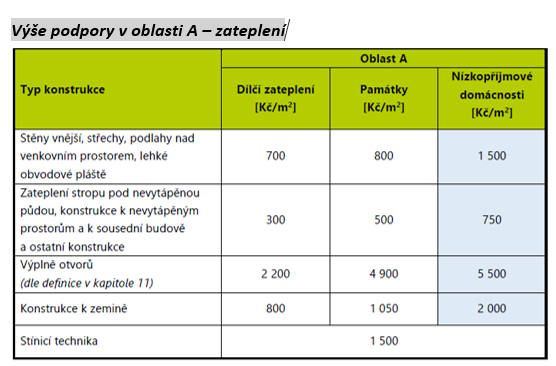 Výše podpory v oblasti A – zateplení
Typ konstrukce
Oblast A
Dílčí zateplení
[Kč/m²]
Památky
[Kč/m²]
Nízkopříjmové
domácnosti
[Kč/m²]
Stěny vnější, střechy, podlahy nad
venkovním prostorem, lehké
obvodové pláště
700
800
1 500
Zateplení stropu pod nevytápěnou
půdou, konstrukce k nevytápěným
prostorům a k sousední budově
a ostatní konstrukce
300
500
750
Výplně otvorů
(dle definice v kapitole 11)
2 200
4 900
5 500
Konstrukce k zemině
800
1 050
2 000
Stínicí technika
1 500